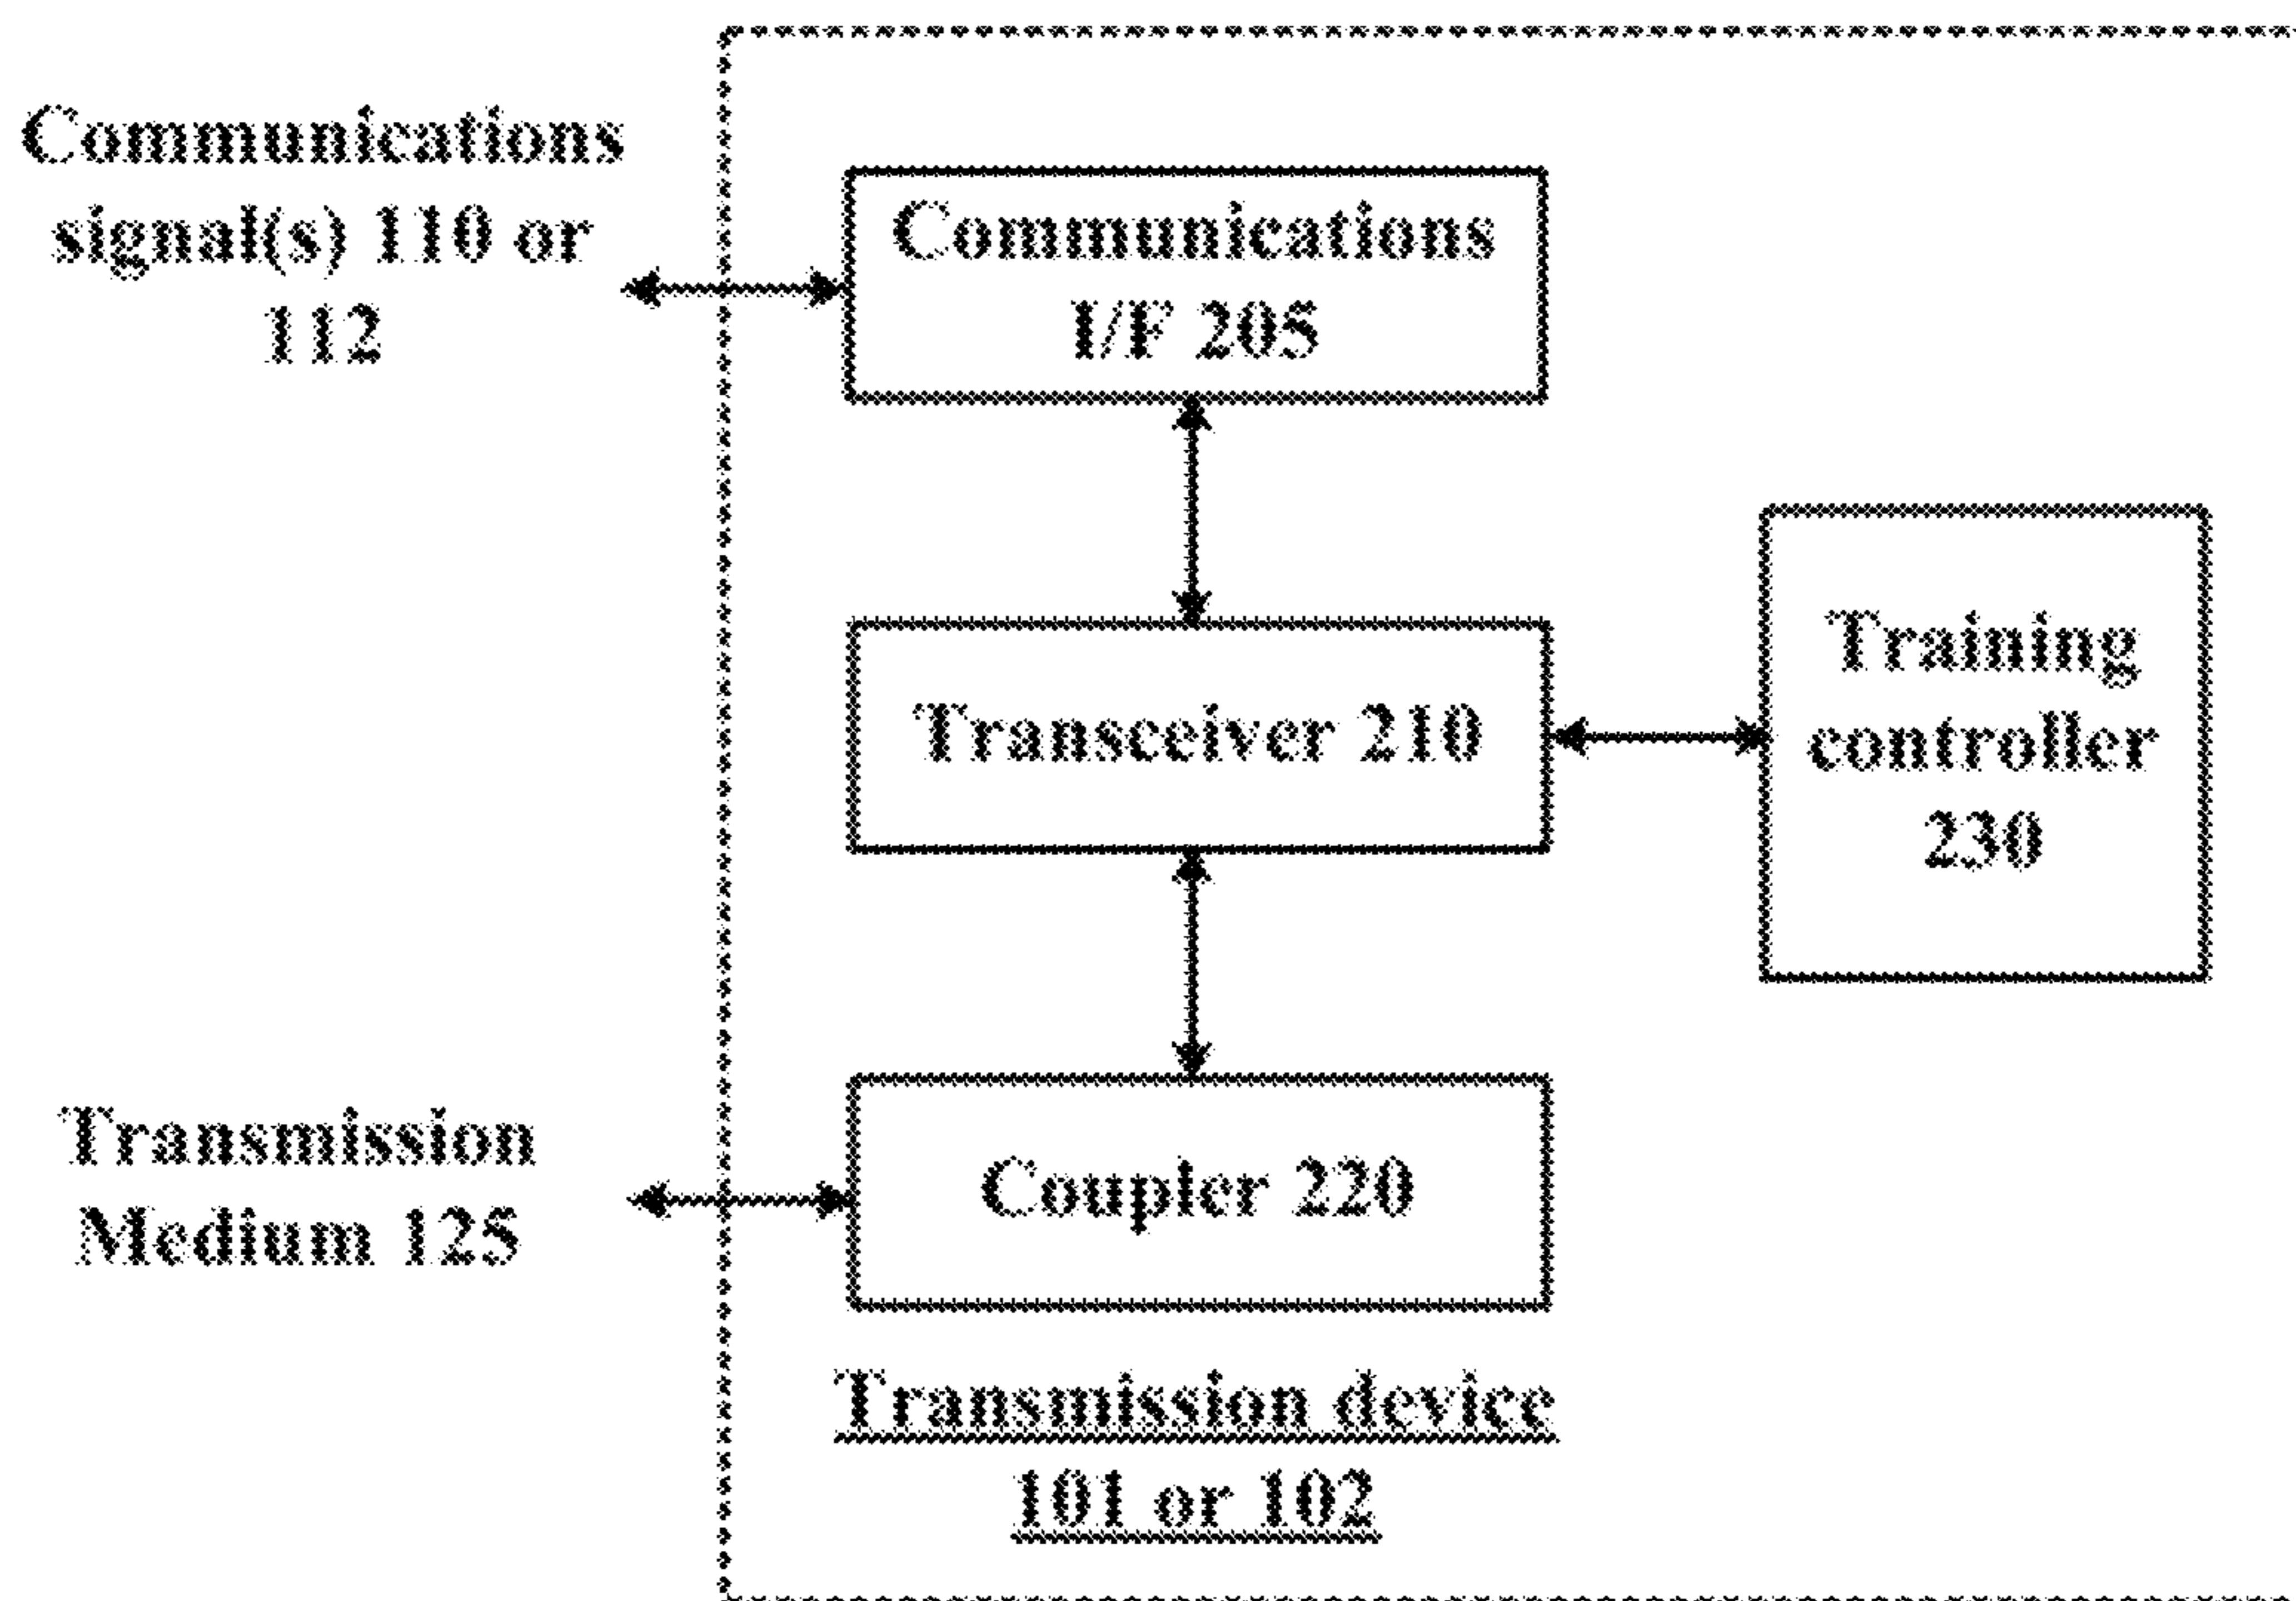 Communications
signal(s) 110 or
112
Communications
I/F 205
Transceiver 210
Training
controller
230
Transmission
Medium 125
Coupler 220
Transmission device
101 or 102